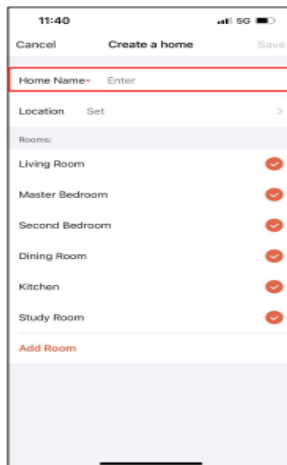 11:40 5G
Cancel Create a home Save
Home Name* Enter
Location Set
Rooms:
Living Room
Master Bedroom
Second Bedroom
Dining Room
Kitchen
Study Room
Add Room